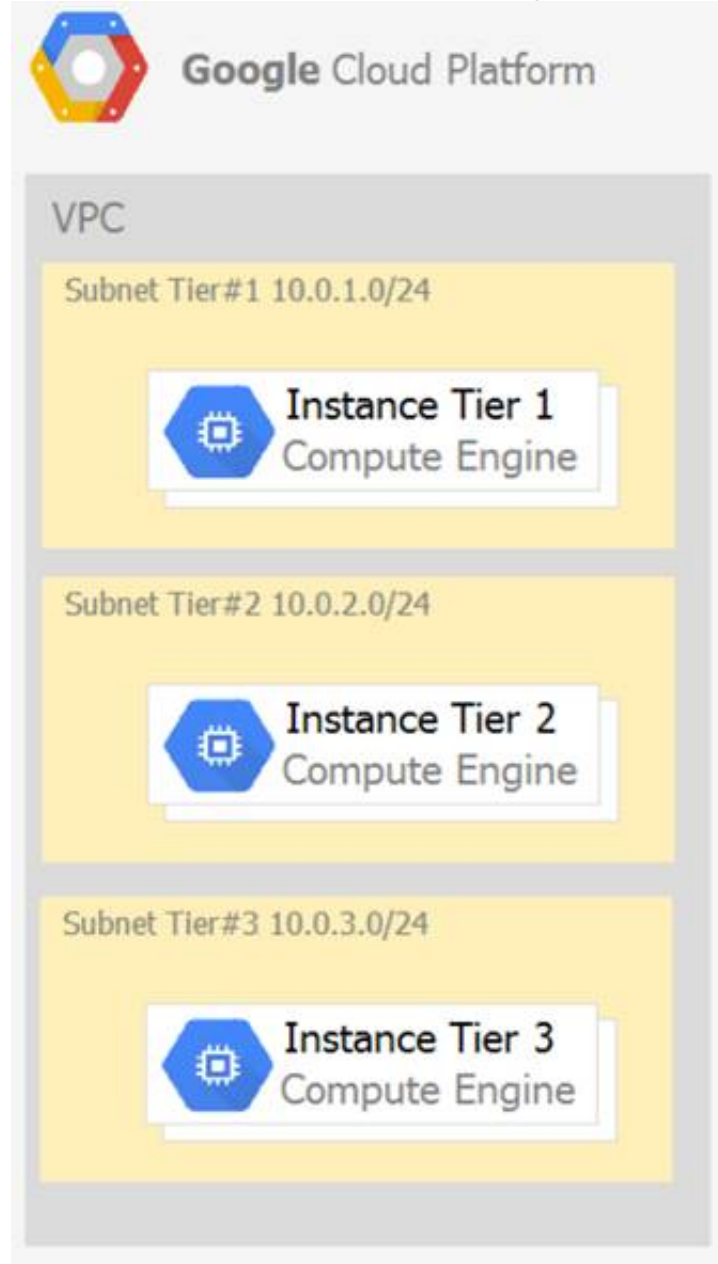 Google Cloud Platform
VPC
Subnet Tier#1 10.0.1.0/24
Instance Tier 1
Compute Engine
Subnet Tier#2 10.0.2.0/24
Instance Tier 2
Compute Engine
Subnet Tier#3 10.0.3.0/24
Instance Tier 3
Compute Engine